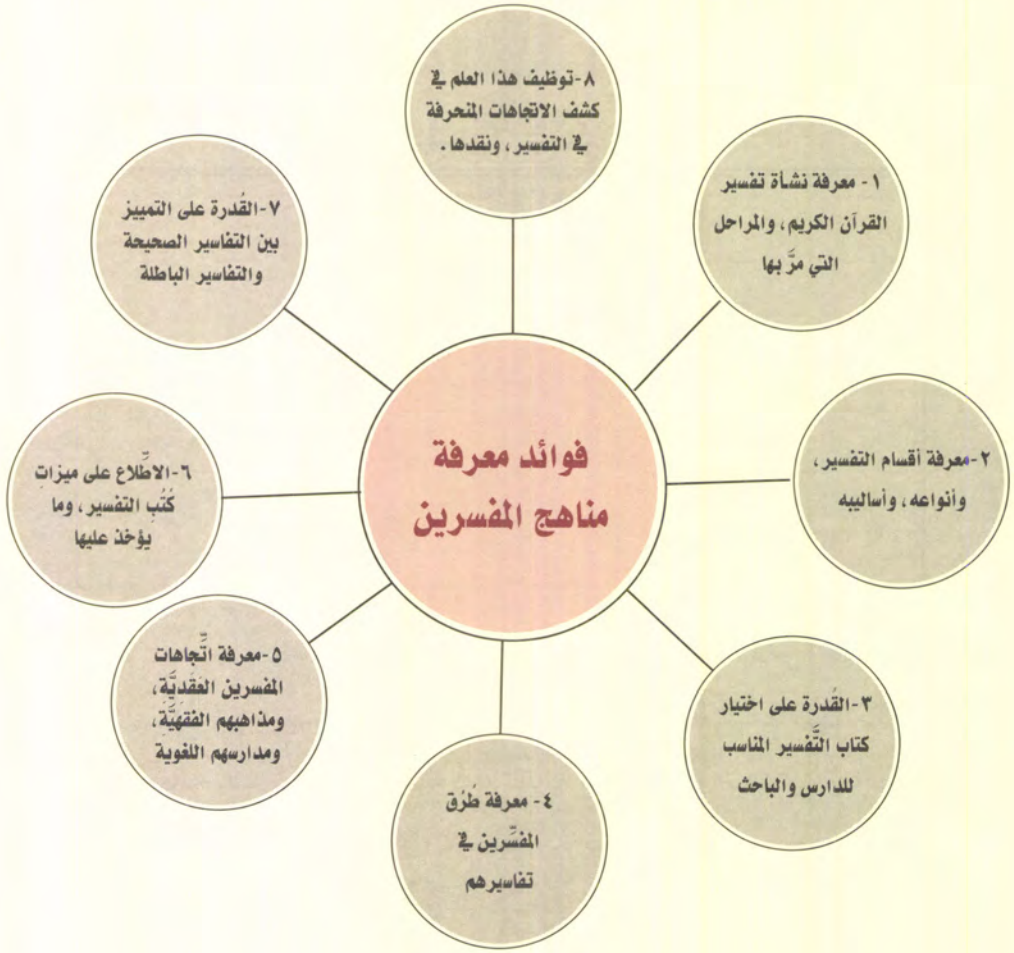 فوائد معرفة
مناهج المفسرين
١- معرفة نشأة تفسير
القرآن الكريم، والمراحل
التي مرَّ بها
٢-معرفة أقسام التفسير،
وأنواعه، وأساليبه
٣-القُدرة على اختيار
كتاب التَّفسير المناسب
للدارس والباحث
٤- معرفة طُرُق
المفسِّرين في
تفاسيرهم
٥-معرفة اتِّجاهات
المفسرين العَقَديَّة،
ومذاهبهم الفقهيَّة،
ومدارسهم اللغوية
٦-الاطِّلاع على ميزات
كُتُبِ التفسير، وما
يؤخذ عليها
٧-القُدرة على التمييز
بين التفاسير الصحيحة
والتفاسير الباطلة
٨-توظيف هذا العلم في
كشف الاتجاهات المنحرفة
في التفسير، ونقدها.